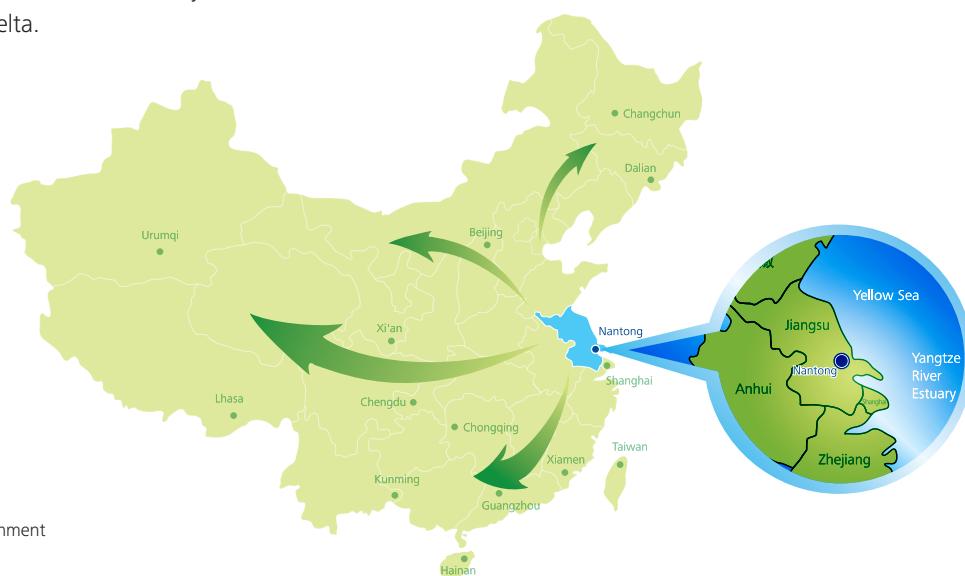 elta.
Changchun
Dalian
Beijing
Urumqi
Nantong
Xi'an
Shanghai
Lhasa
Chengdu
Chongqing
Taiwan
Xiamen
Kunming
Guangzhou
Hainan
nment
Yellow Sea
Jiangsu
Nantong
Yangtze
River
Estuary
Anhui
Shanghai
Zhejiang